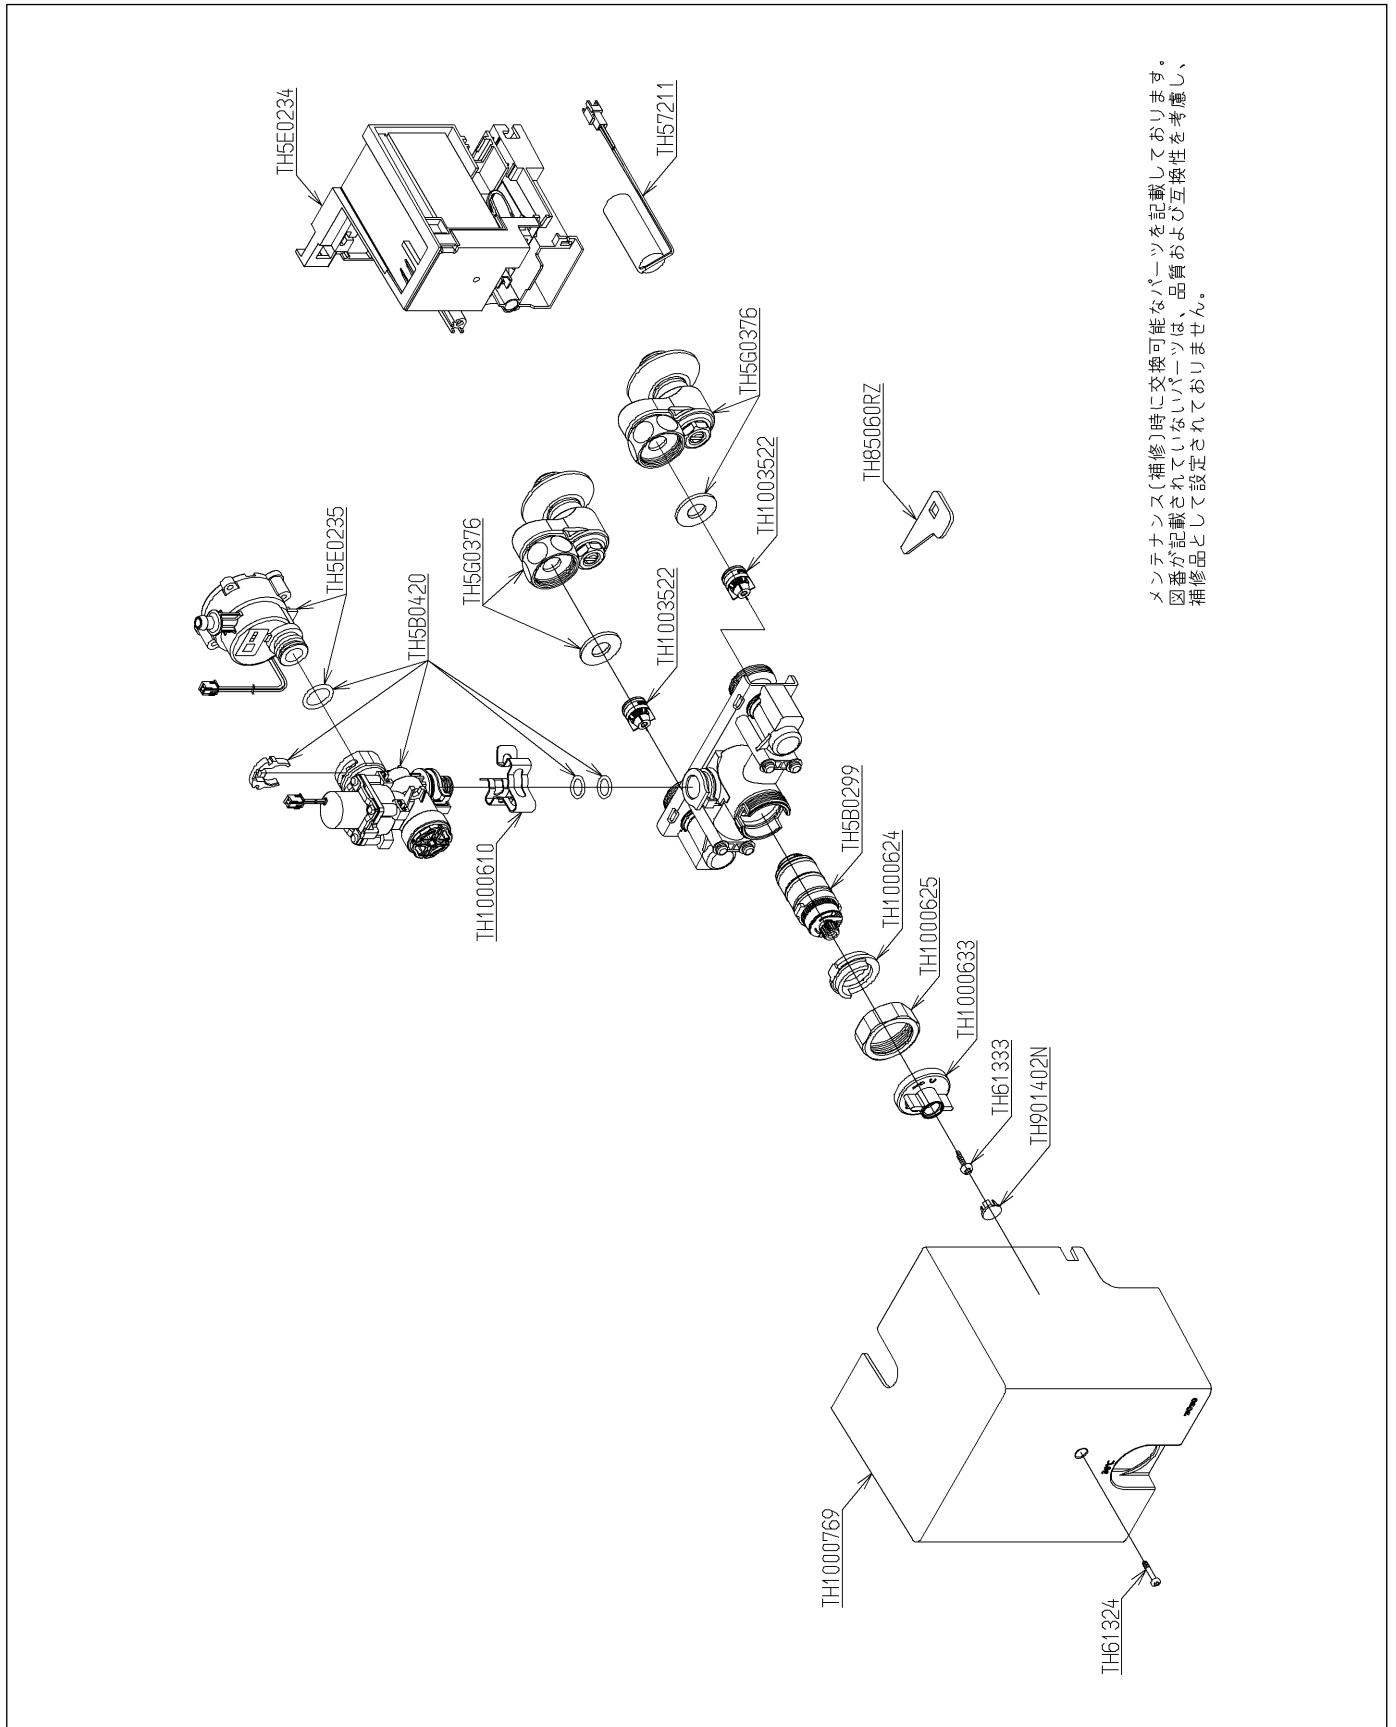 TH5E0234
TH57211
TH5G0376
TH1003522
TH85060RZ
TH5E0235
TH5B0420
TH5G0376
TH1003522
TH1000610
TH5B0299
TH1000624
TH1000625
TH1000633
TH61333
TH901402N
TH1000769
TH61324
メンテナンス(補修)時に交換可能なパーツを記載しております。
図番が記載されていないパーツは、品質および互換性を考慮し、
補修品として設定されておりません。